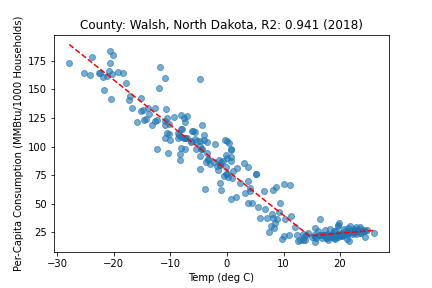 County: Walsh, North Dakota, R2: 0.941 (2018)
Per-Capita Consumption (MMBtu/1000 Households)
175
150
125
100
75
50
25
−30 −20 −10 0 10 20
Temp (deg C)